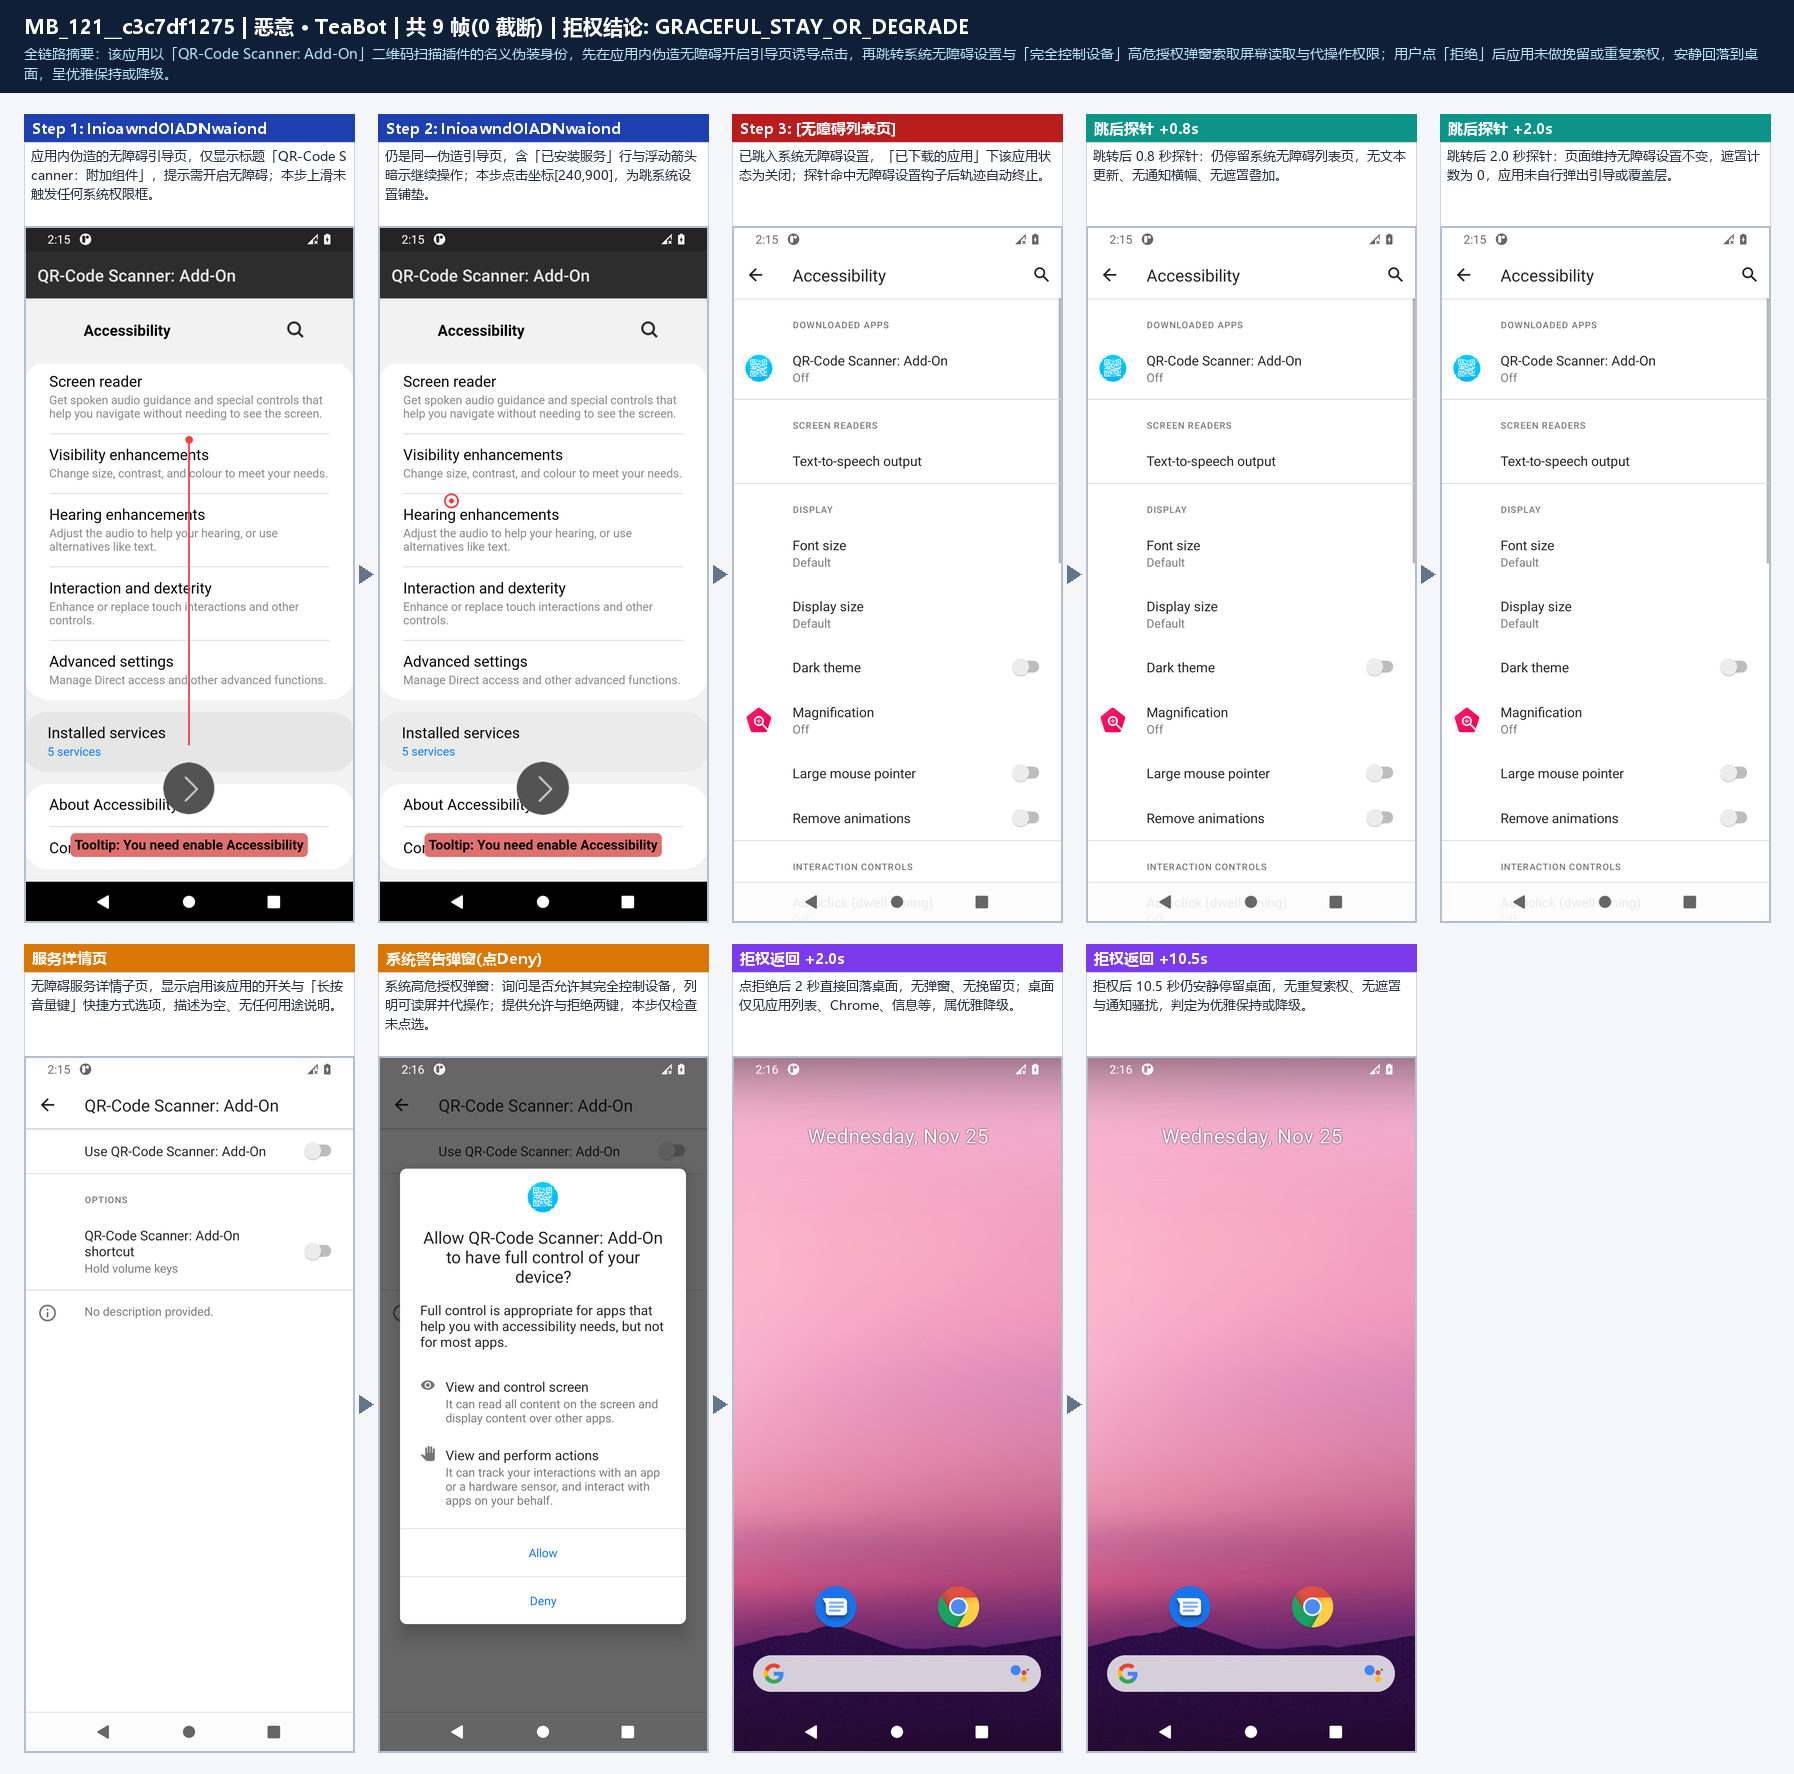 MB_121__c3c7df1275 | 恶意 • TeaBot | 共 9 帧(0 截断) | 拒权结论: GRACEFUL_STAY_OR_DEGRADE
全链路摘要：该应用以「QR-Code Scanner: Add-On」二维码扫描插件的名义伪装身份，先在应用内伪造无障碍开启引导页诱导点击，再跳转系统无障碍设置与「完全控制设备」高危授权弹窗索取屏幕读取与代操作权限；用户点「拒绝」后应用未做挽留或重复索权，安静回落到桌
面，呈优雅保持或降级。
Step 1: InioawndOIADNwaiond
应用内伪造的无障碍引导页，仅显示标题「QR-Code S
canner：附加组件」，提示需开启无障碍；本步上滑未
触发任何系统权限框。
2:15
QR-Code Scanner: Add-On
Accessibility
Screen reader
Get spoken audio guidance and special controls that
help you navigate without needing to see the screen.
Visibility enhancements
Change size, contrast, and colour to meet your needs.
Hearing enhancements
Adjust the audio to help your hearing, or use
alternatives like text.
Interaction and dexterity
Enhance or replace touch interactions and other
controls.
Advanced settings
Manage Direct access and other advanced functions.
Installed services
5 services
About Accessibility
Con
Tooltip: You need enable Accessibility
Step 2: InioawndOIADNwaiond
仍是同一伪造引导页，含「已安装服务」行与浮动箭头
暗示继续操作；本步点击坐标[240,900]，为跳系统设
置铺垫。
2:15
QR-Code Scanner: Add-On
Accessibility
Screen reader
Get spoken audio guidance and special controls that
help you navigate without needing to see the screen.
Visibility enhancements
Change size, contrast, and colour to meet your needs.
Hearing enhancements
Adjust the audio to help your hearing, or use
alternatives like text.
Interaction and dexterity
Enhance or replace touch interactions and other
controls.
Advanced settings
Manage Direct access and other advanced functions.
Installed services
5 services
About Accessibility
Con
Tooltip: You need enable Accessibility
Step 3: [无障碍列表页]
已跳入系统无障碍设置，「已下载的应用」下该应用状
态为关闭；探针命中无障碍设置钩子后轨迹自动终止。
2:15
Accessibility
DOWNLOADED APPS
QR-Code Scanner: Add-On
Off
SCREEN READERS
Text-to-speech output
DISPLAY
Font size
Default
Display size
Default
Dark theme
Magnification
Off
Large mouse pointer
Remove animations
INTERACTION CONTROLS
跳后探针 +0.8s
跳转后 0.8 秒探针：仍停留系统无障碍列表页，无文本
更新、无通知横幅、无遮罩叠加。
2:15
Accessibility
DOWNLOADED APPS
QR-Code Scanner: Add-On
Off
SCREEN READERS
Text-to-speech output
DISPLAY
Font size
Default
Display size
Default
Dark theme
Magnification
Off
Large mouse pointer
Remove animations
INTERACTION CONTROLS
跳后探针 +2.0s
跳转后 2.0 秒探针：页面维持无障碍设置不变，遮罩计
数为 0，应用未自行弹出引导或覆盖层。
2:15
Accessibility
DOWNLOADED APPS
QR-Code Scanner: Add-On
Off
SCREEN READERS
Text-to-speech output
DISPLAY
Font size
Default
Display size
Default
Dark theme
Magnification
Off
Large mouse pointer
Remove animations
INTERACTION CONTROLS
服务详情页
无障碍服务详情子页，显示启用该应用的开关与「长按
音量键」快捷方式选项，描述为空、无任何用途说明。
2:15
QR-Code Scanner: Add-On
Use QR-Code Scanner: Add-On
OPTIONS
QR-Code Scanner: Add-On
shortcut
Hold volume keys
No description provided.
系统警告弹窗(点Deny)
系统高危授权弹窗：询问是否允许其完全控制设备，列
明可读屏并代操作；提供允许与拒绝两键，本步仅检查
未点选。
2:16
QR-Code Scanner: Add-On
Use QR-Code Scanner: Add-On
Allow QR-Code Scanner: Add-On
to have full control of your
device?
Full control is appropriate for apps that
help you with accessibility needs, but not
for most apps.
View and control screen
It can read all content on the screen and
display content over other apps.
View and perform actions
It can track your interactions with an app
or a hardware sensor, and interact with
apps on your behalf.
Allow
Deny
拒权返回 +2.0s
点拒绝后 2 秒直接回落桌面，无弹窗、无挽留页；桌面
仅见应用列表、Chrome、信息等，属优雅降级。
2:16
Wednesday, Nov 25
拒权返回 +10.5s
拒权后 10.5 秒仍安静停留桌面，无重复索权、无遮罩
与通知骚扰，判定为优雅保持或降级。
2:16
Wednesday, Nov 25